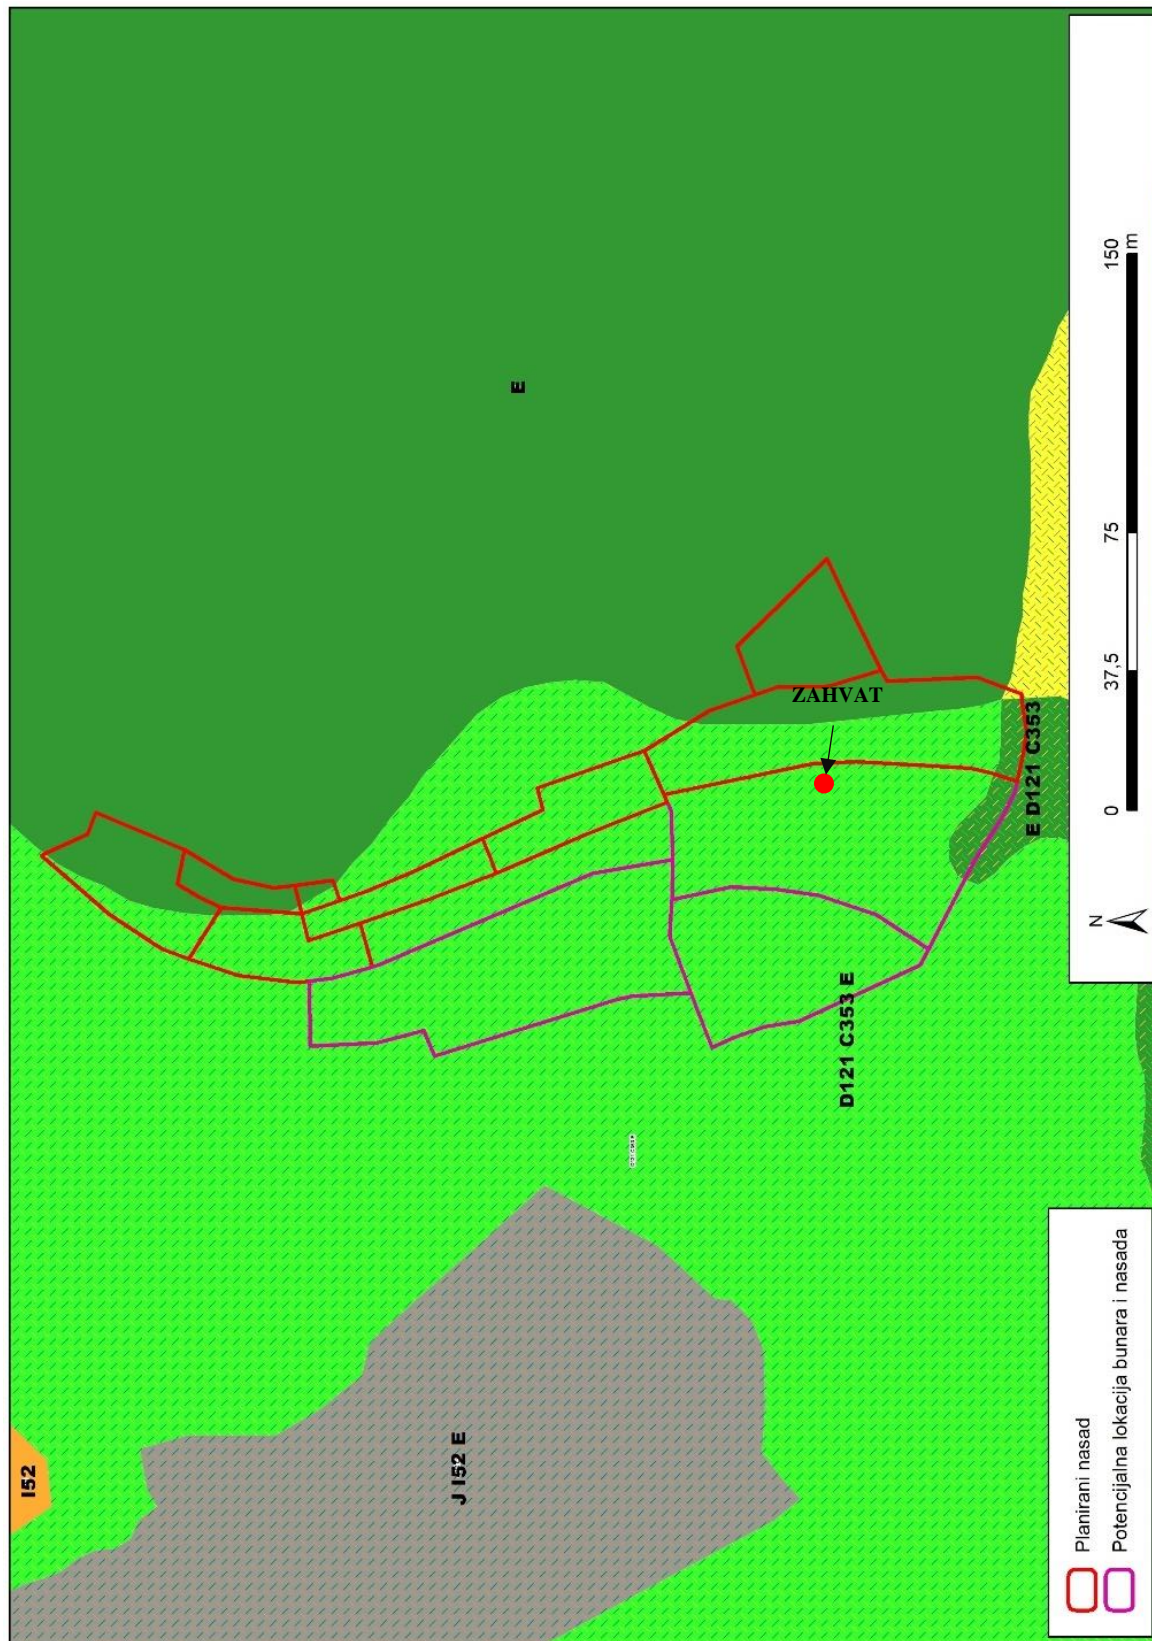 I52
E
J I52 E
D121 C353 E
E D121 C353
ZAHVAT
Planirani nasad
Potencijalna lokacija bunara i nasada
N
0 37,5 75 150
m